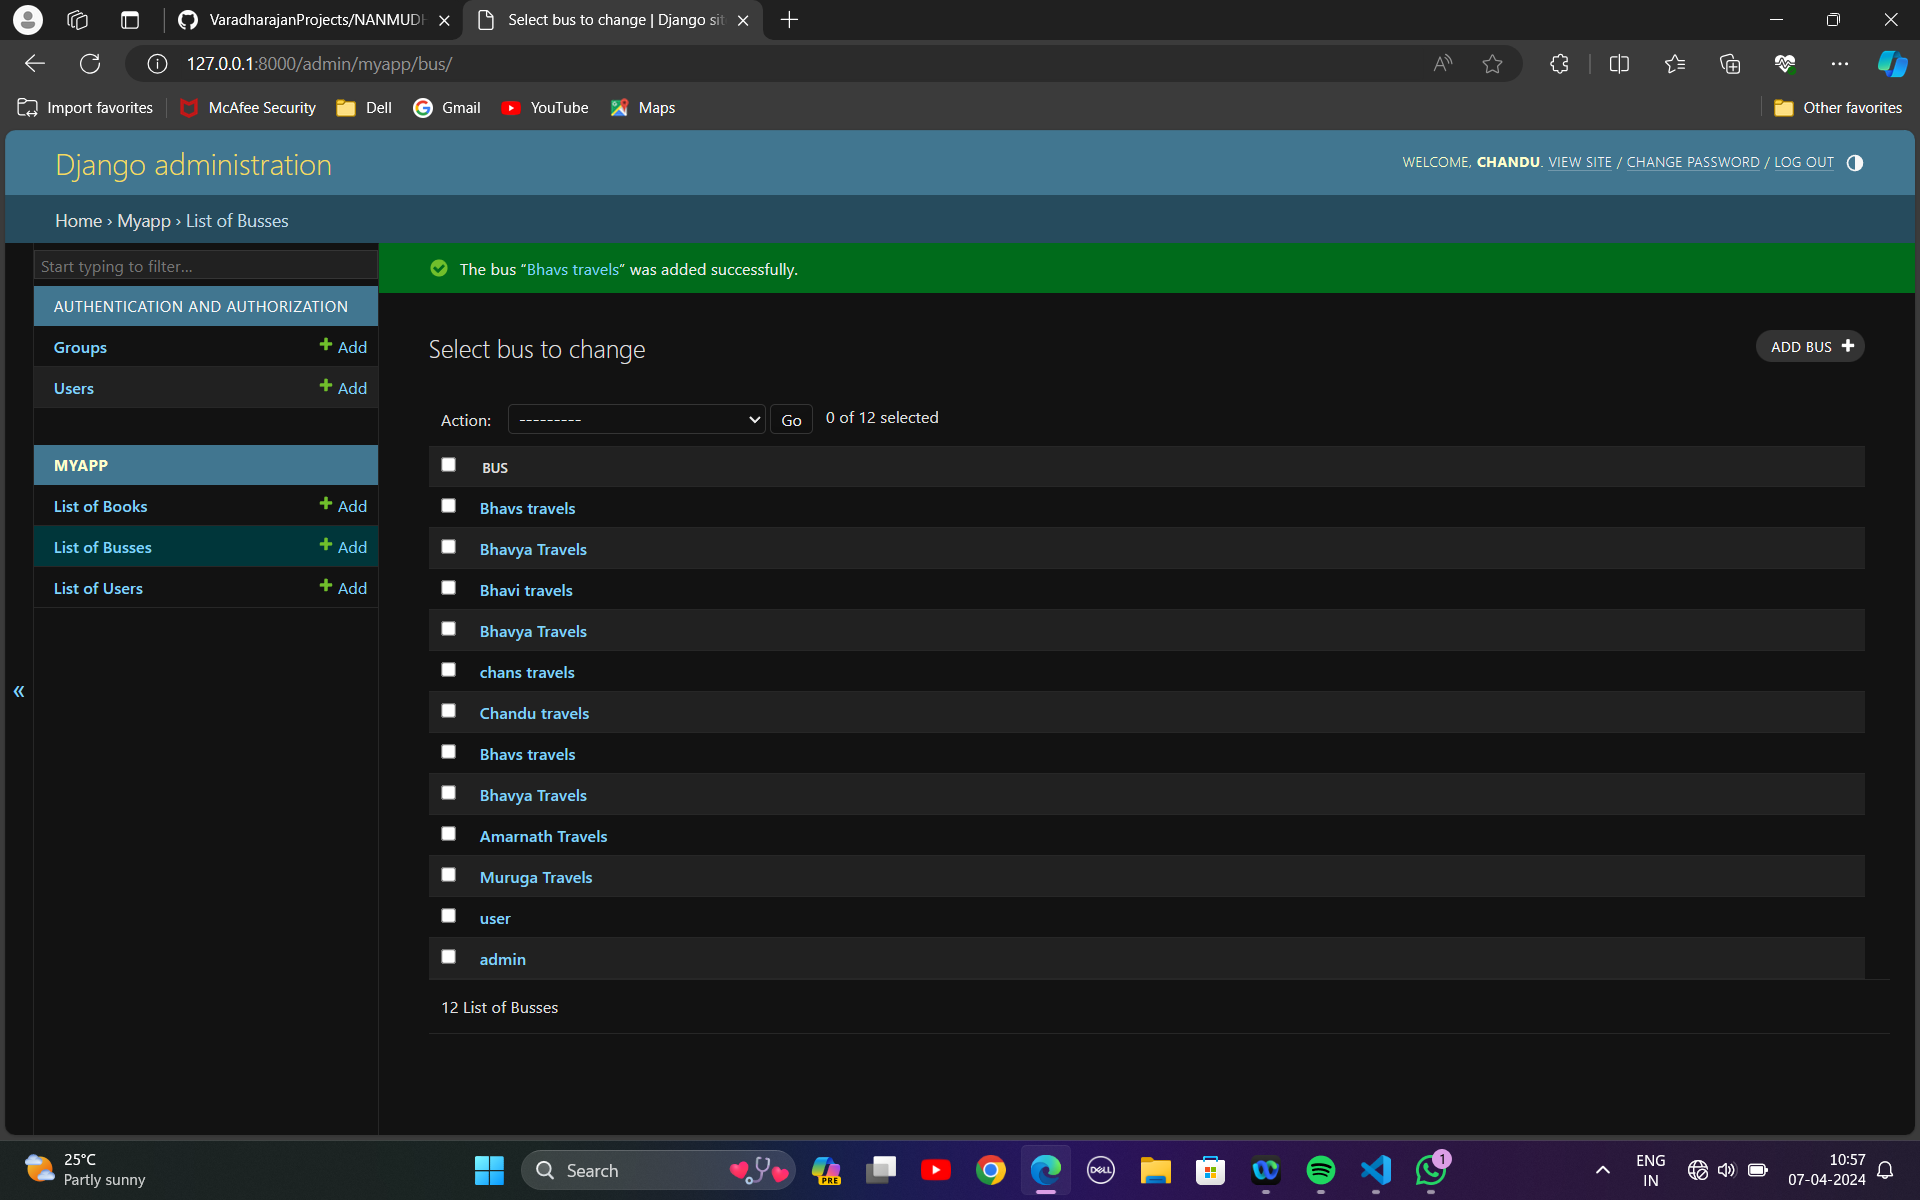 VaradharajanProjects/NANMUDH
Select bus to change | Django sit
127.0.0.1:8000/admin/myapp/bus/
Import favorites
McAfee Security
Dell
Gmail
YouTube
Maps
Other favorites
Django administration
WELCOME, CHANDU. VIEW SITE / CHANGE PASSWORD / LOG OUT
Home › Myapp › List of Busses
Start typing to filter...
The bus “Bhavs travels” was added successfully.
AUTHENTICATION AND AUTHORIZATION
Groups Add
Users Add
MYAPP
List of Books Add
List of Busses Add
List of Users Add
«
Select bus to change
ADD BUS
Action: --------- Go 0 of 12 selected
BUS
Bhavs travels
Bhavya Travels
Bhavi travels
Bhavya Travels
chans travels
Chandu travels
Bhavs travels
Bhavya Travels
Amarnath Travels
Muruga Travels
user
admin
12 List of Busses
25°C
Partly sunny
Search
PRE
DELL
1
ENG
IN
10:57
07-04-2024